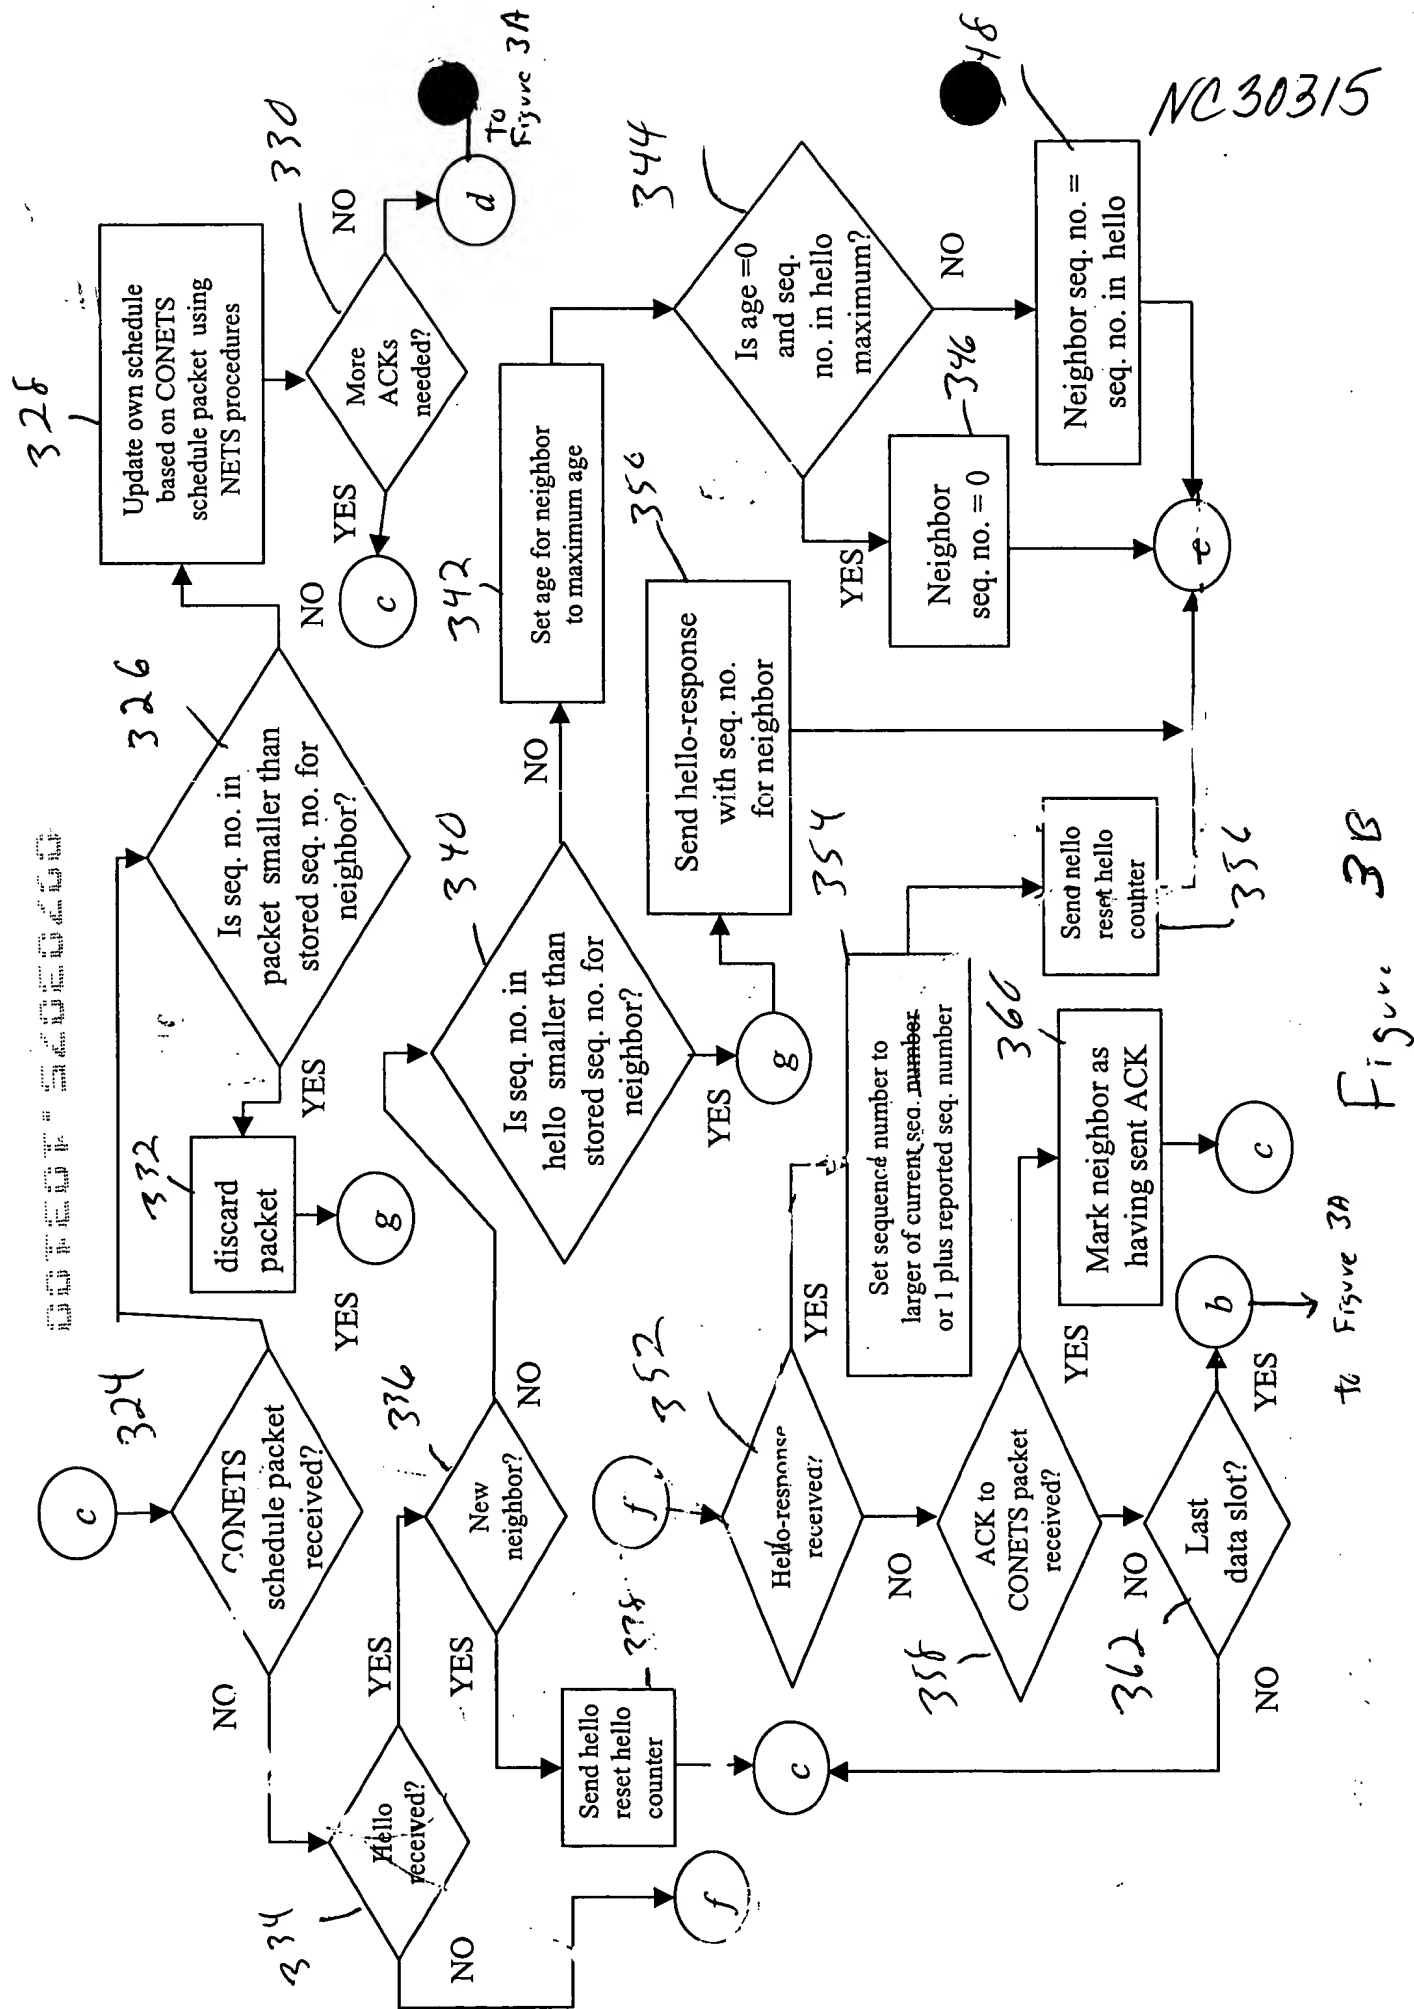 NC30315
c
324
CONETS
schedule packet
received?
NO
YES
326
Is seq. no. in
packet smaller than
stored seq. no. for
neighbor?
NO
YES
328
Update own schedule
based on CONETS
schedule packet using
NETS procedures
330
More
ACKs
needed?
NO
YES
c
d
To
Figure 3A
332
discard
packet
g
334
Hello
received?
YES
NO
f
336
New
neighbor?
YES
NO
338
Send hello
reset hello
counter
c
340
Is seq. no. in
hello smaller than
stored seq. no. for
neighbor?
NO
YES
g
342
Set age for neighbor
to maximum age
344
Is age =0
and seq.
no. in hello
maximum?
YES
NO
346
Neighbor
seq. no. = 0
48
Neighbor seq. no. =
seq. no. in hello
350
Send hello-response
with seq. no.
for neighbor
f
352
Hello-response
received?
YES
NO
354
Set sequence number to
larger of current seq. number
or 1 plus reported seq. number
356
Send hello
reset hello
counter
358
ACK to
CONETS packet
received?
YES
NO
360
Mark neighbor as
having sent ACK
c
362
Last
data slot?
YES
NO
b
to Figure 3A
Figure 3B